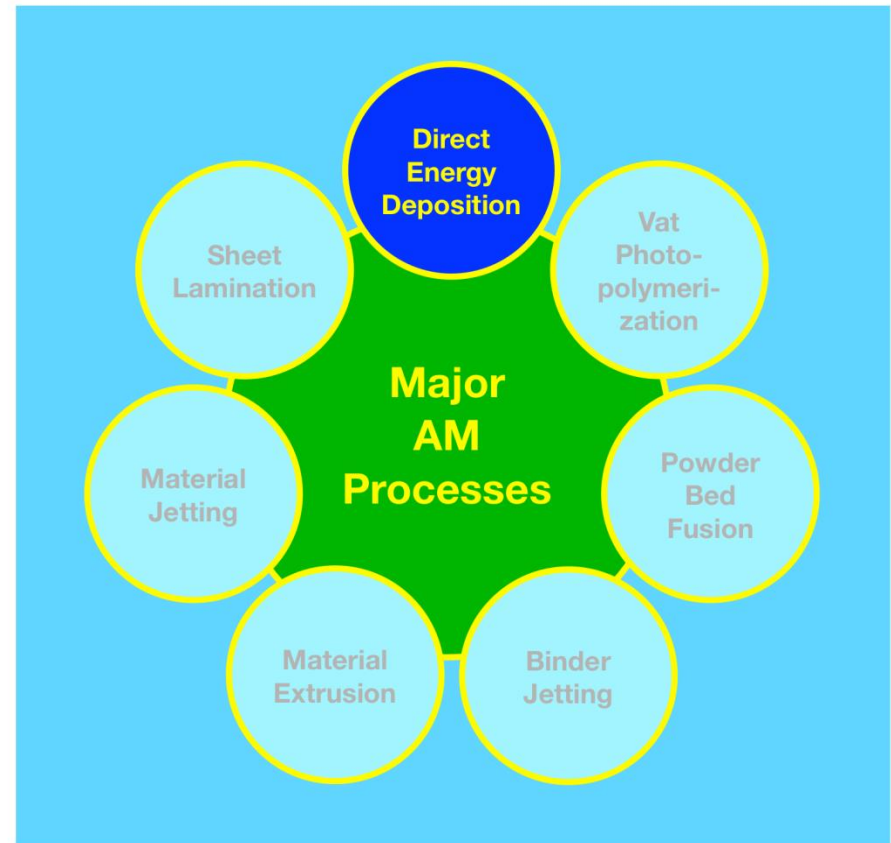 Direct
Energy
Deposition
Vat
Photo-
polymeri-
zation
Powder
Bed
Fusion
Binder
Jetting
Material
Extrusion
Material
Jetting
Sheet
Lamination
Major
AM
Processes